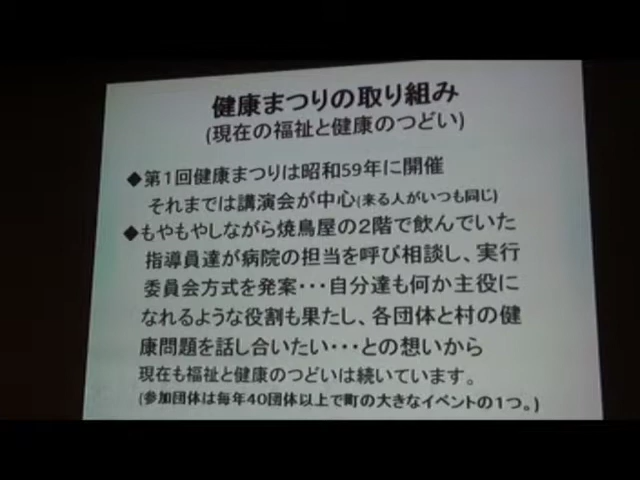 健康まつりの取り組み
(現在の福祉と健康のつどい)
◆第1回健康まつりは昭和59年に開催
それまでは講演会が中心(来る人がいつも同じ)
◆もやもやしながら焼鳥屋の2階で飲んでいた
指導員達が病院の担当を呼び相談し、実行
委員会方式を発案・・・自分達も何か主役に
なれるような役割も果たし、各団体と村の健
康問題を話し合いたい・・・との想いから
現在も福祉と健康のつどいは続いています。
(参加団体は毎年40団体以上で町の大きなイベントの1つ。)